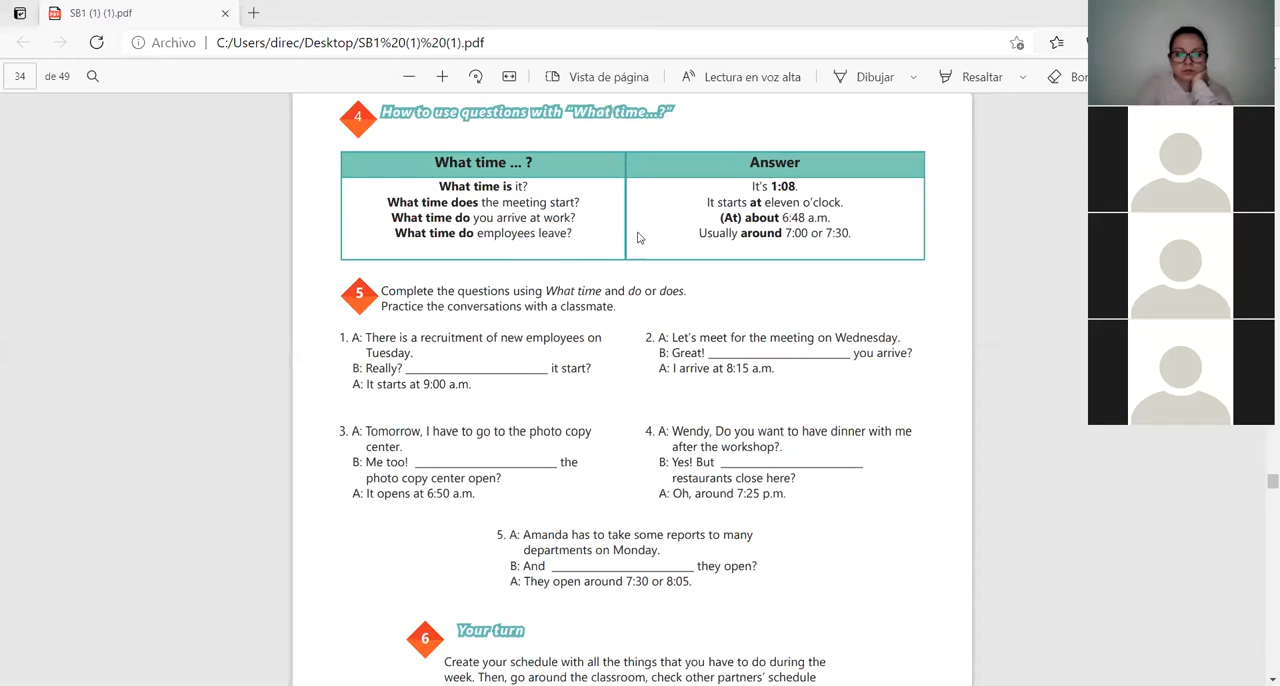 SB1 (1) (1).pdf
Archivo
C:/Users/direc/Desktop/SB1%20(1)%20(1).pdf
34 de 49
Vista de página
Lectura en voz alta
Dibujar
Resaltar
4 How to use questions with "What time...?"
What time ... ? Answer
What time is it? It's 1:08.
What time does the meeting start? It starts at eleven o'clock.
What time do you arrive at work? (At) about 6:48 a.m.
What time do employees leave? Usually around 7:00 or 7:30.
5 Complete the questions using What time and do or does.
Practice the conversations with a classmate.
1. A: There is a recruitment of new employees on
Tuesday.
B: Really? ____________________ it start?
A: It starts at 9:00 a.m.
2. A: Let's meet for the meeting on Wednesday.
B: Great! ____________________ you arrive?
A: I arrive at 8:15 a.m.
3. A: Tomorrow, I have to go to the photo copy
center.
B: Me too! ____________________ the
photo copy center open?
A: It opens at 6:50 a.m.
4. A: Wendy, Do you want to have dinner with me
after the workshop?.
B: Yes! But ____________________
restaurants close here?
A: Oh, around 7:25 p.m.
5. A: Amanda has to take some reports to many
departments on Monday.
B: And ____________________ they open?
A: They open around 7:30 or 8:05.
6 Your turn
Create your schedule with all the things that you have to do during the
week. Then, go around the classroom, check other partners' schedule